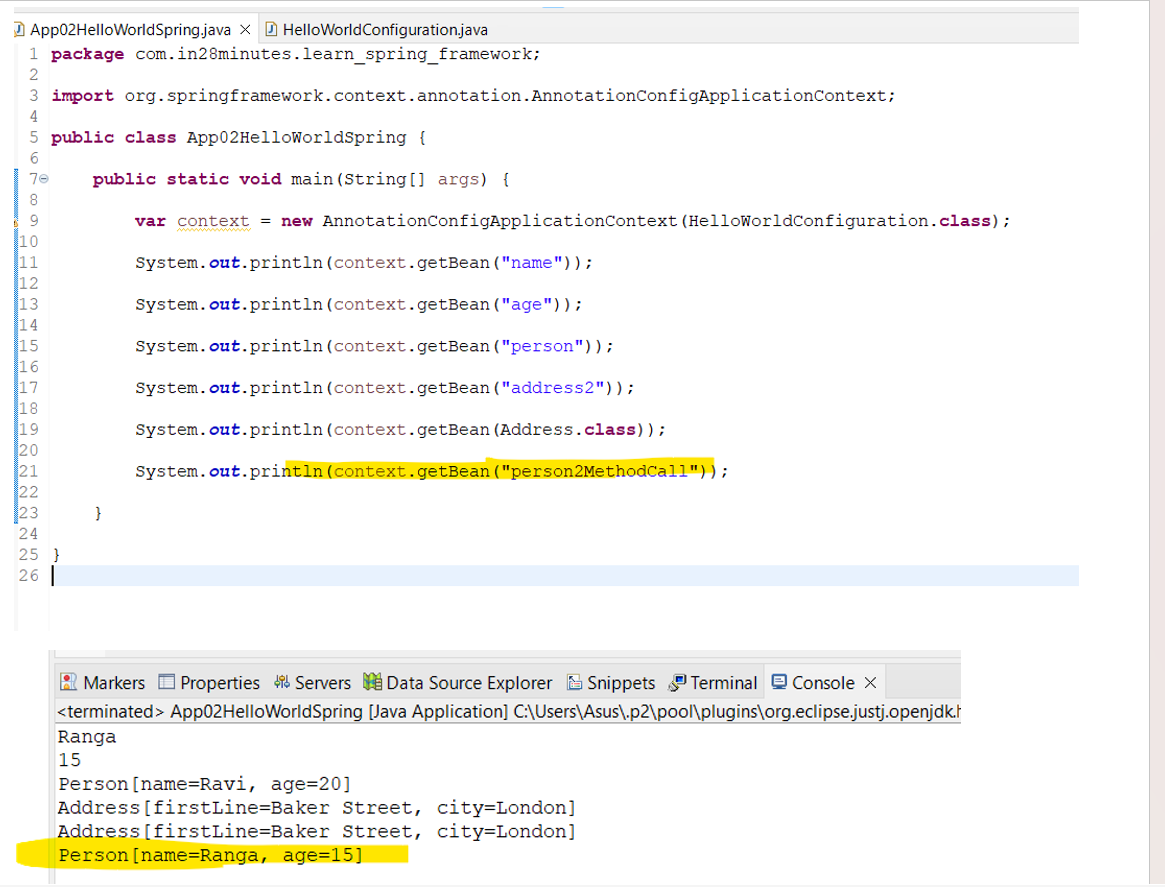 App02HelloWorldSpring.java HelloWorldConfiguration.java
1 package com.in28minutes.learn_spring_framework;
2
3 import org.springframework.context.annotation.AnnotationConfigApplicationContext;
4
5 public class App02HelloWorldSpring {
6
7 public static void main(String[] args) {
8
9 var context = new AnnotationConfigApplicationContext(HelloWorldConfiguration.class);
10
11 System.out.println(context.getBean("name"));
12
13 System.out.println(context.getBean("age"));
14
15 System.out.println(context.getBean("person"));
16
17 System.out.println(context.getBean("address2"));
18
19 System.out.println(context.getBean(Address.class));
20
21 System.out.println(context.getBean("person2MethodCall"));
22
23 }
24
25 }
26
Markers Properties Servers Data Source Explorer Snippets Terminal Console
<terminated> App02HelloWorldSpring [Java Application] C:\Users\Asus\.p2\pool\plugins\org.eclipse.justj.openjdk.h
Ranga
15
Person[name=Ravi, age=20]
Address[firstLine=Baker Street, city=London]
Address[firstLine=Baker Street, city=London]
Person[name=Ranga, age=15]